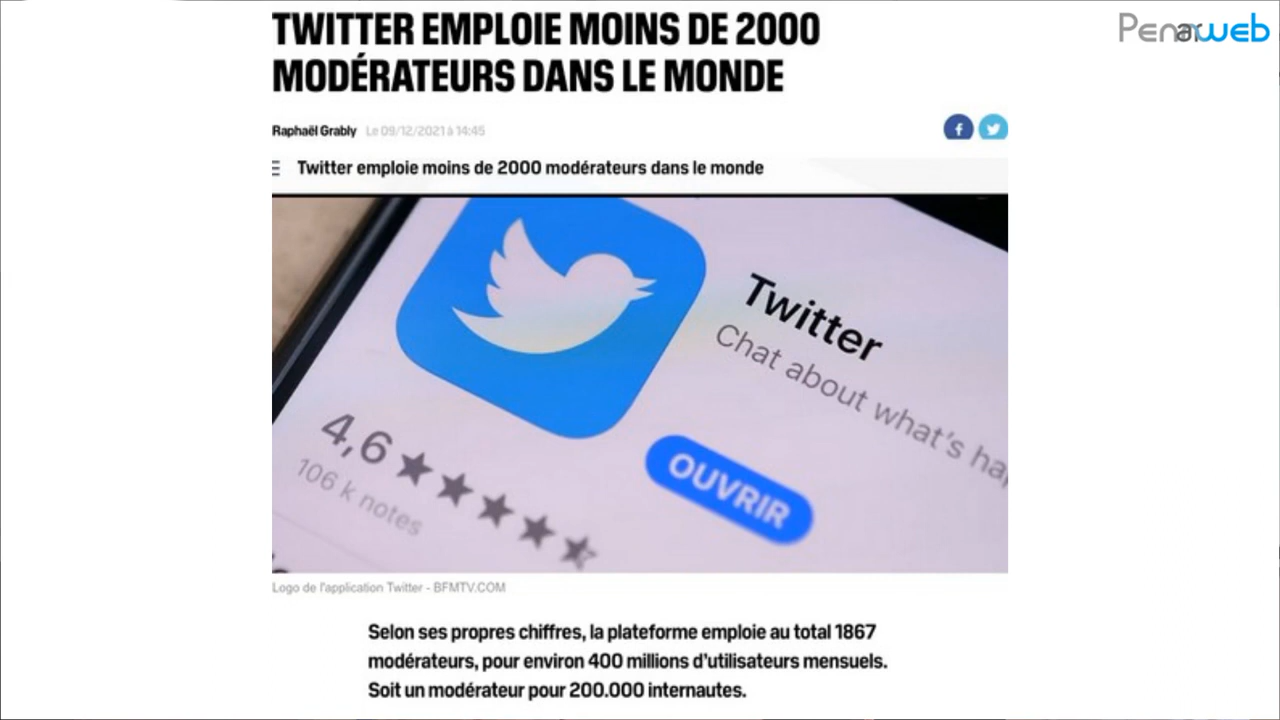 TWITTER EMPLOIE MOINS DE 2000
MODÉRATEURS DANS LE MONDE
Penarweb
Raphaël Grably Le 09/12/2021 à 14:45
Twitter emploie moins de 2000 modérateurs dans le monde
Twitter
Chat about what's ha
4,6
106 k notes
OUVRIR
Logo de l'application Twitter - BFMTV.COM
Selon ses propres chiffres, la plateforme emploie au total 1867
modérateurs, pour environ 400 millions d'utilisateurs mensuels.
Soit un modérateur pour 200.000 internautes.